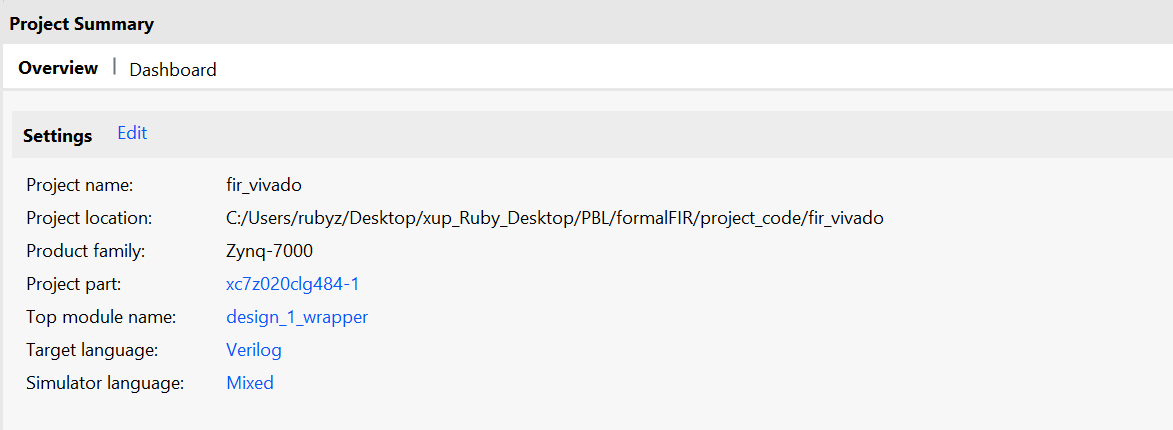 Project Summary
Overview | Dashboard
Settings Edit
Project name: fir_vivado
Project location: C:/Users/rubyz/Desktop/xup_Ruby_Desktop/PBL/formalFIR/project_code/fir_vivado
Product family: Zynq-7000
Project part: xc7z020clg484-1
Top module name: design_1_wrapper
Target language: Verilog
Simulator language: Mixed